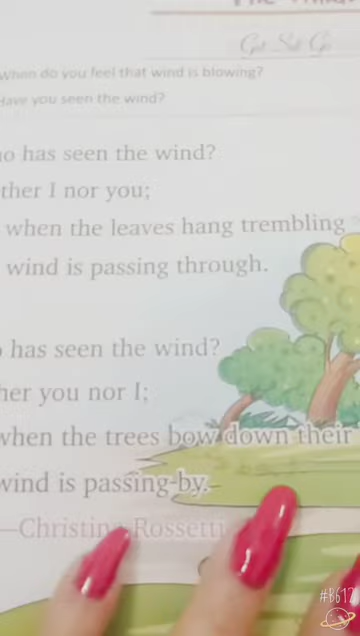 Get Set Go
When do you feel that wind is blowing?
Have you seen the wind?
o has seen the wind?
ther I nor you;
when the leaves hang trembling
wind is passing through.
has seen the wind?
her you nor I;
when the trees bow down their
wind is passing by.
—Christina Rossetti
#B612